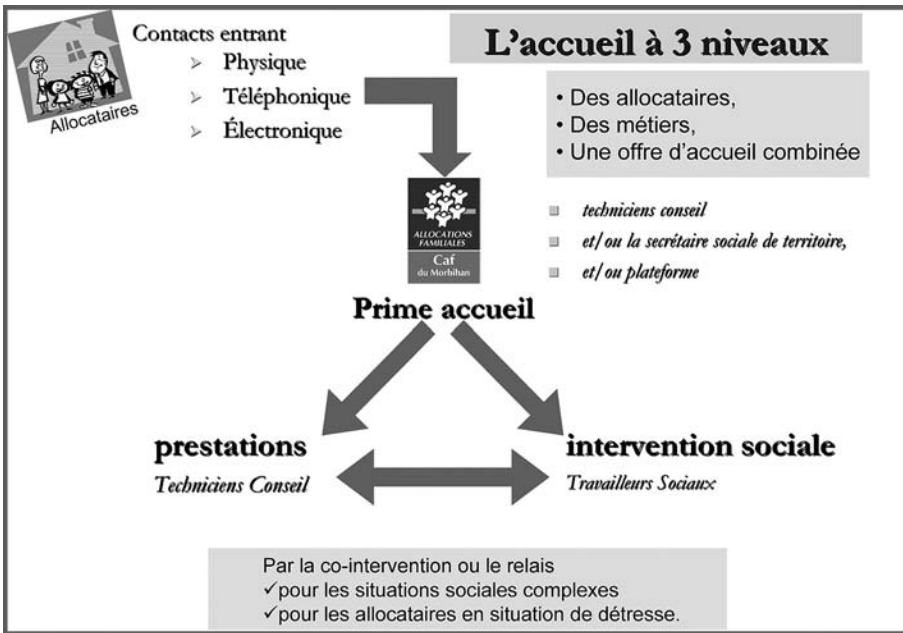 Allocataires
Contacts entrant
Physique
Téléphonique
Électronique
L'accueil à 3 niveaux
• Des allocataires,
• Des métiers,
• Une offre d'accueil combinée
ALLOCATIONS
FAMILIALES
Caf
du Morbihan
techniciens conseil
et/ou la secrétaire sociale de territoire,
et/ou plateforme
Prime accueil
prestations
Techniciens Conseil
intervention sociale
Travailleurs Sociaux
Par la co-intervention ou le relais
✓pour les situations sociales complexes
✓pour les allocataires en situation de détresse.